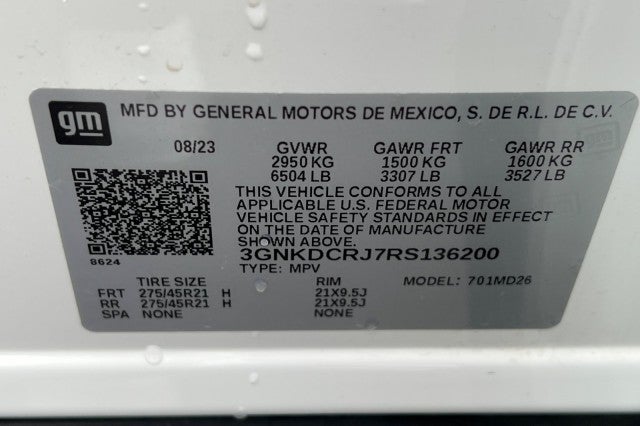 gm MFD BY GENERAL MOTORS DE MEXICO, S. DE R.L. DE C.V.
08/23 GVWR GAWR FRT GAWR RR
2950 KG 1500 KG 1600 KG
6504 LB 3307 LB 3527 LB
THIS VEHICLE CONFORMS TO ALL
APPLICABLE U.S. FEDERAL MOTOR
VEHICLE SAFETY STANDARDS IN EFFECT
ON THE DATE OF MANUFACTURE
SHOWN ABOVE.
8624 3GNKDCRJ7RS136200
TYPE: MPV
TIRE SIZE RIM MODEL: 701MD26
FRT 275/45R21 H 21X9.5J
RR 275/45R21 H 21X9.5J
SPA NONE NONE